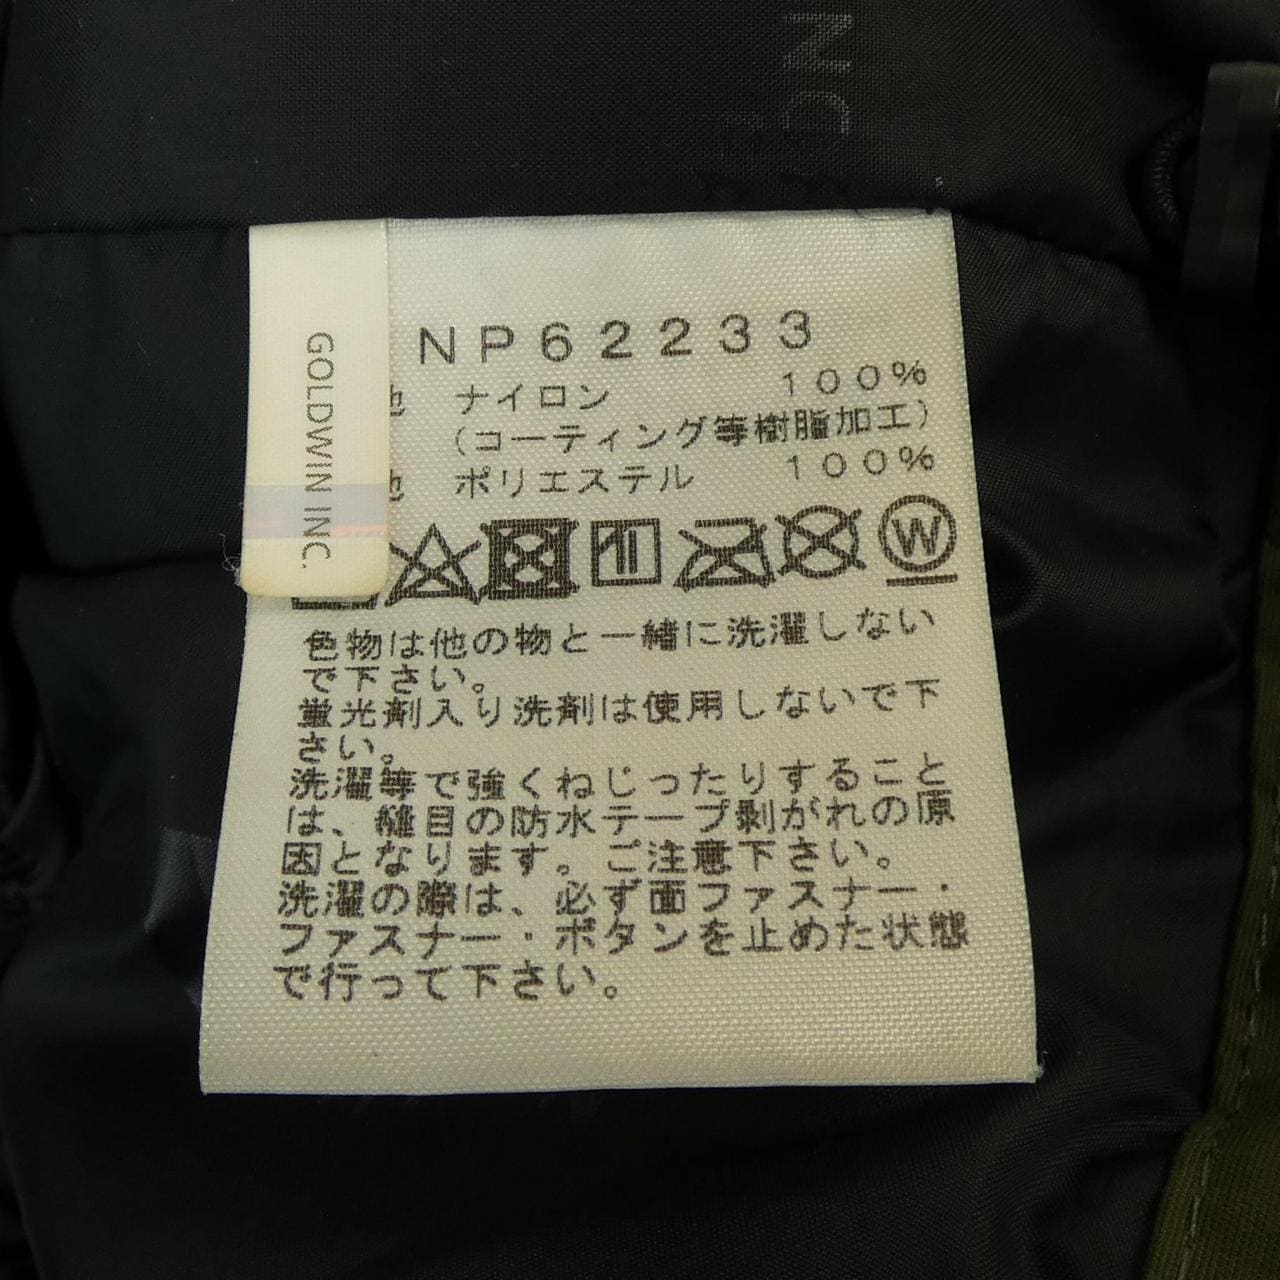 GOLDWIN INC.
NP62233
地 ナイロン 100%
(コーティング等樹脂加工)
地 ポリエステル 100%
W
色物は他の物と一緒に洗濯しない
で下さい。
蛍光剤入り洗剤は使用しないで下
さい。
洗濯等で強くねじったりすること
は、縫目の防水テープ剥がれの原
因となります。ご注意下さい。
洗濯の際は、必ず面ファスナー・
ファスナー・ボタンを止めた状態
で行って下さい。